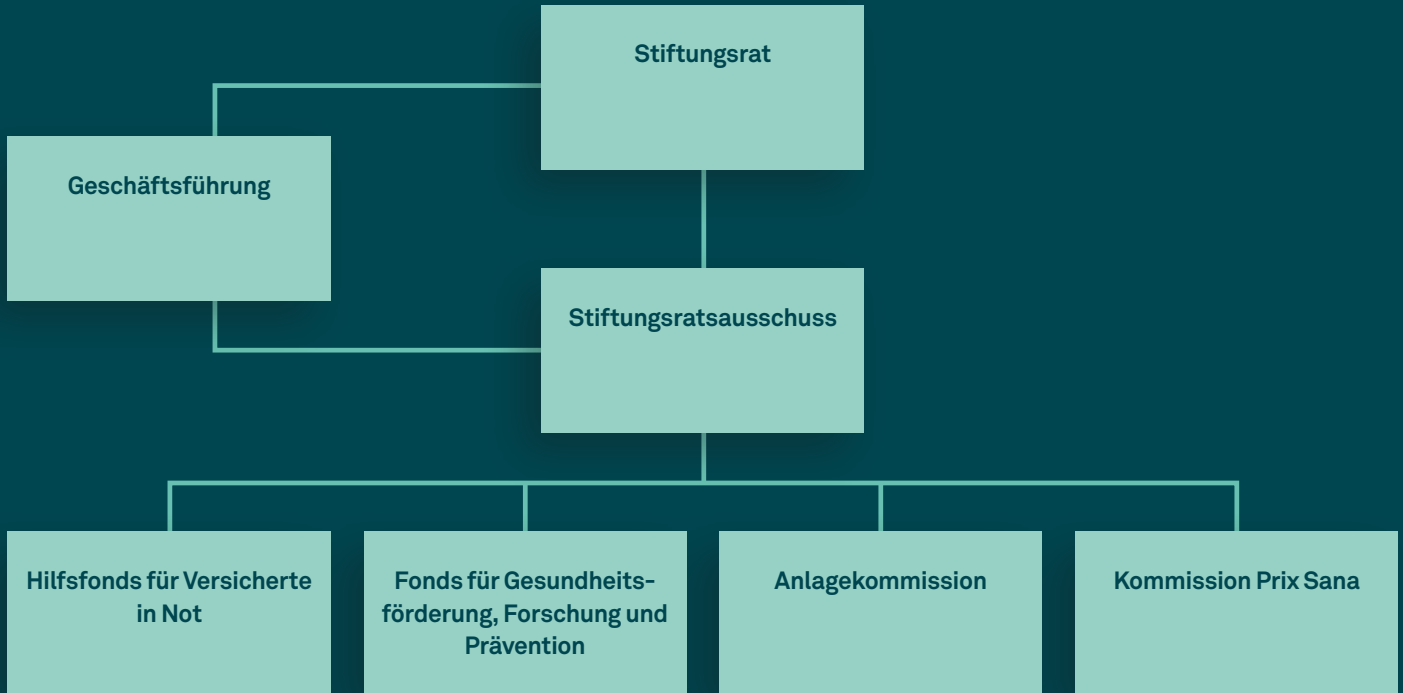 Stiftungsrat
Geschäftsführung
Stiftungsratsausschuss
Hilfsfonds für Versicherte
in Not
Fonds für Gesundheits-
förderung, Forschung und
Prävention
Anlagekommission
Kommission Prix Sana